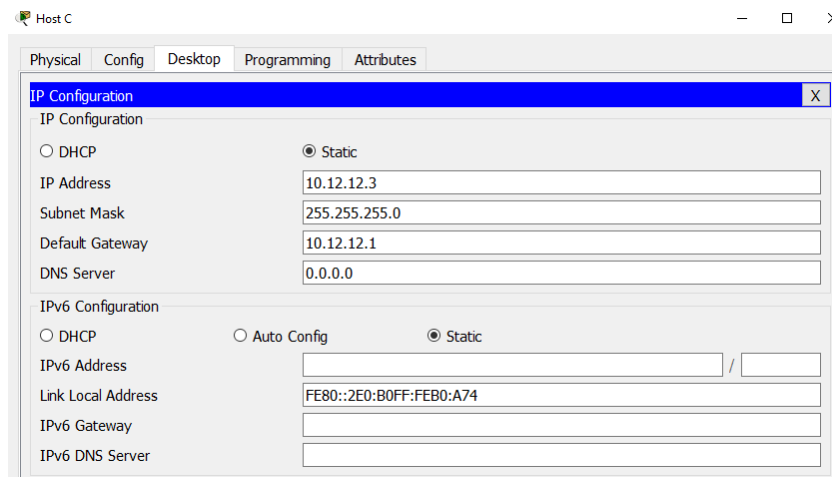 Host C
Physical Config Desktop Programming Attributes
IP Configuration X
IP Configuration
DHCP Static
IP Address 10.12.12.3
Subnet Mask 255.255.255.0
Default Gateway 10.12.12.1
DNS Server 0.0.0.0
IPv6 Configuration
DHCP Auto Config Static
IPv6 Address /
Link Local Address FE80::2E0:B0FF:FEB0:A74
IPv6 Gateway
IPv6 DNS Server